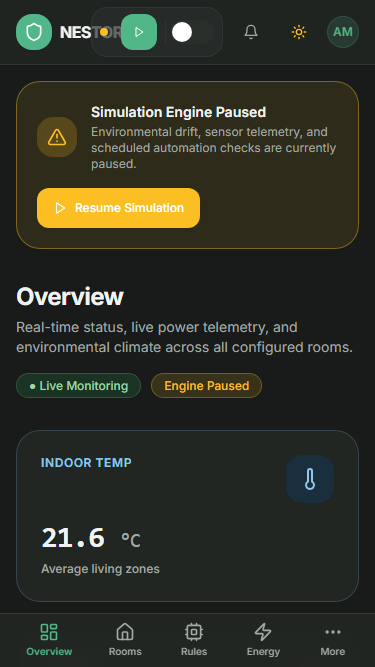 NESTOR
AM
Simulation Engine Paused
Environmental drift, sensor telemetry, and
scheduled automation checks are currently
paused.
Resume Simulation
Overview
Real-time status, live power telemetry, and
environmental climate across all configured rooms.
Live Monitoring
Engine Paused
INDOOR TEMP
21.6 °C
Average living zones
Overview
Rooms
Rules
Energy
More